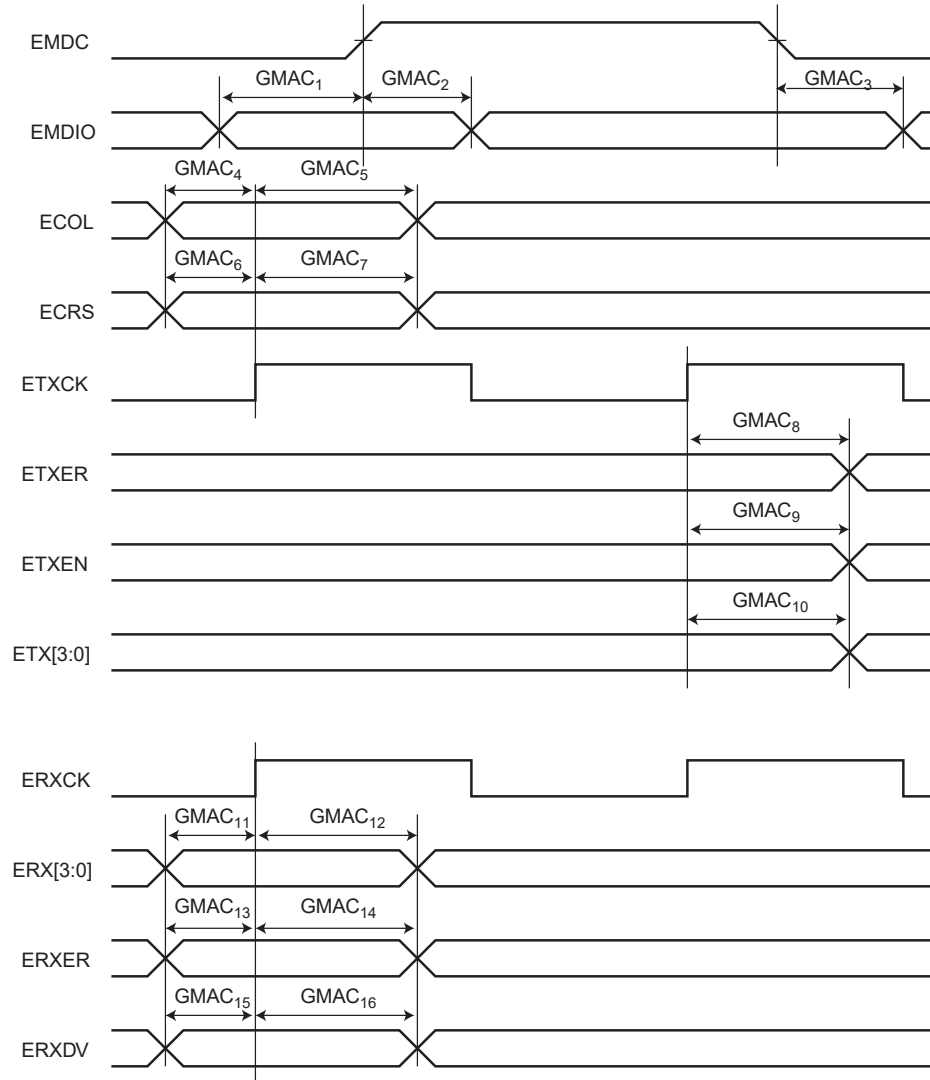 EMDC
GMAC1 GMAC2 GMAC3
EMDIO
GMAC4 GMAC5
ECOL
GMAC6 GMAC7
ECRS
ETXCK
GMAC8
ETXER
GMAC9
ETXEN
GMAC10
ETX[3:0]
ERXCK
GMAC11 GMAC12
ERX[3:0]
GMAC13 GMAC14
ERXER
GMAC15 GMAC16
ERXDV